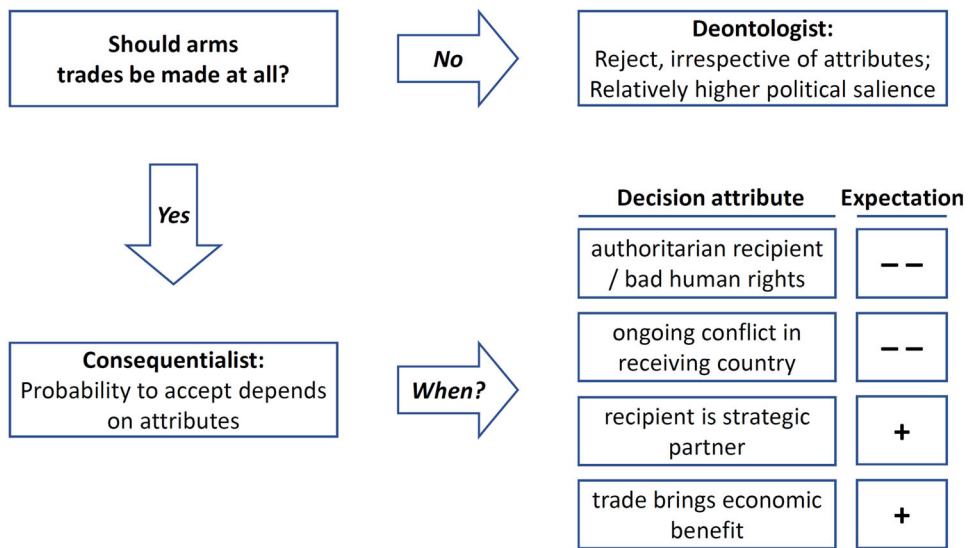 Should arms
trades be made at all?
No
Deontologist:
Reject, irrespective of attributes;
Relatively higher political salience
Yes
Consequentialist:
Probability to accept depends
on attributes
When?
Decision attribute
Expectation
authoritarian recipient
/ bad human rights
– –
ongoing conflict in
receiving country
– –
recipient is strategic
partner
+
trade brings economic
benefit
+